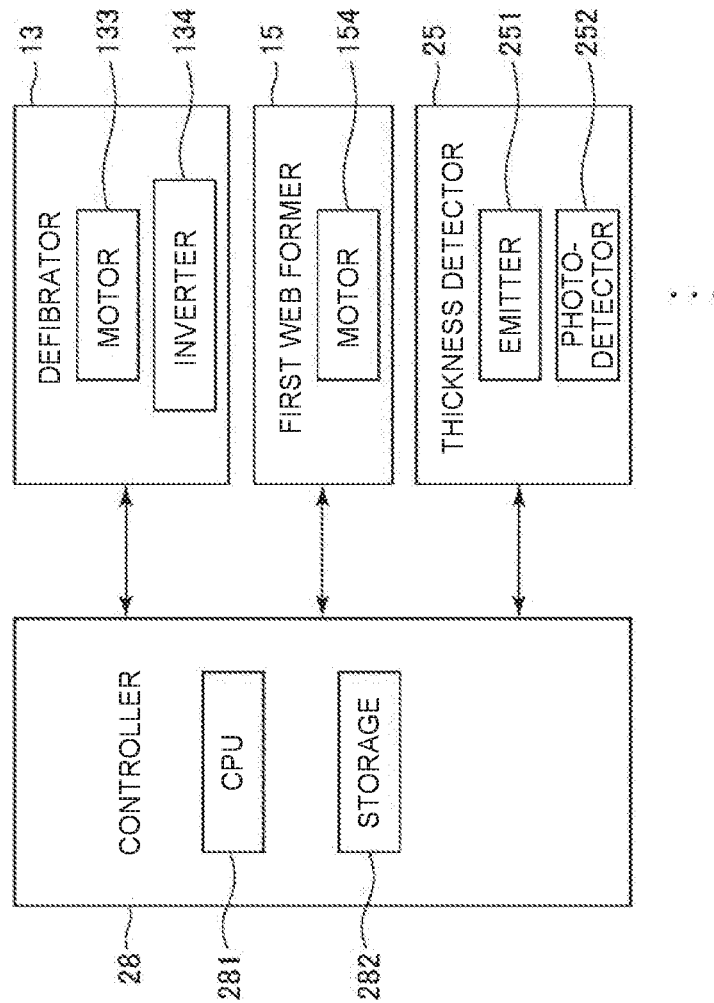 28
CONTROLLER
281
CPU
282
STORAGE
DEFIBRATOR
13
MOTOR
133
INVERTER
134
FIRST WEB FORMER
15
MOTOR
154
THICKNESS DETECTOR
25
EMITTER
251
PHOTO-
DETECTOR
252
. . .